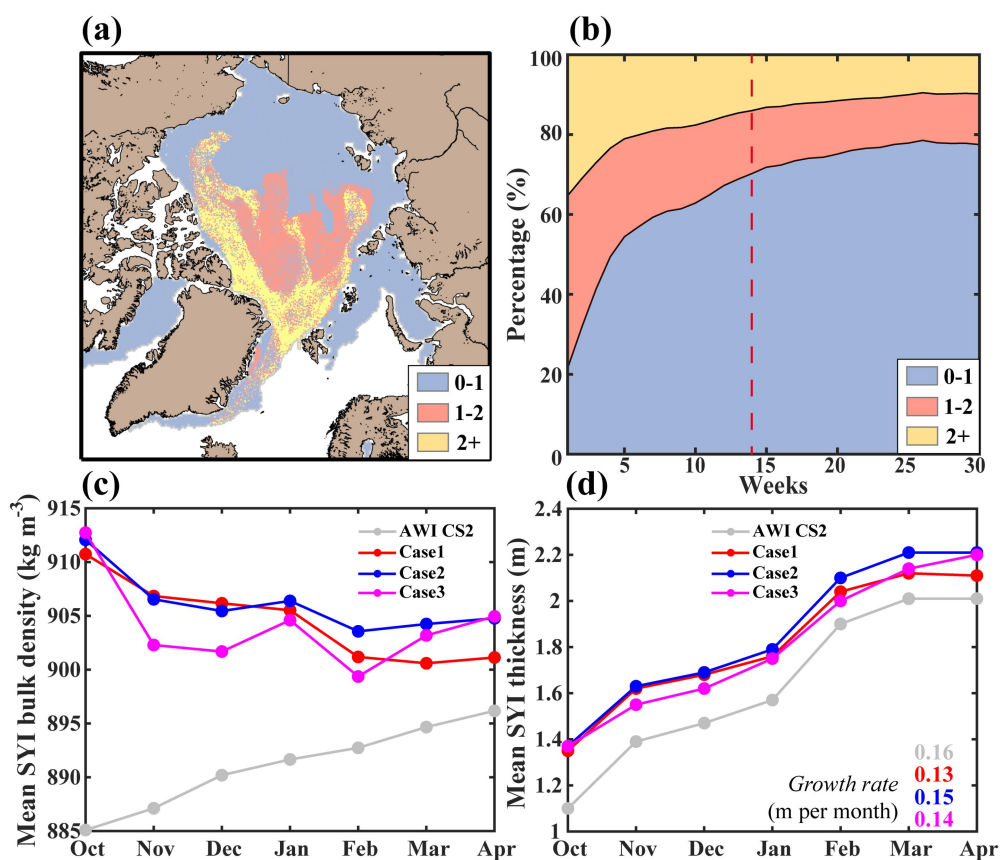 (a)
0-1
1-2
2+
(b)
Percentage (%)
100
80
60
40
20
0
0-1
1-2
2+
5
10
15
20
25
30
Weeks
(c)
Mean SYI bulk density (kg m-3)
915
910
905
900
895
890
885
AWI CS2
Case1
Case2
Case3
Oct
Nov
Dec
Jan
Feb
Mar
Apr
(d)
Mean SYI thickness (m)
2.4
2.2
2
1.8
1.6
1.4
1.2
1
AWI CS2
Case1
Case2
Case3
Growth rate
(m per month)
0.16
0.13
0.15
0.14
Oct
Nov
Dec
Jan
Feb
Mar
Apr